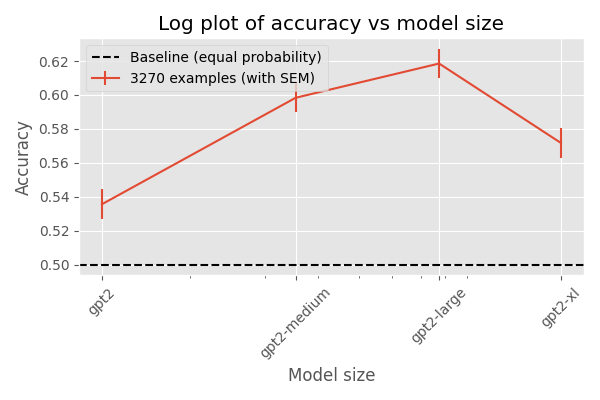 Log plot of accuracy vs model size
Baseline (equal probability)
3270 examples (with SEM)
Accuracy
0.62
0.60
0.58
0.56
0.54
0.52
0.50
gpt2
gpt2-medium
gpt2-large
gpt2-xl
Model size